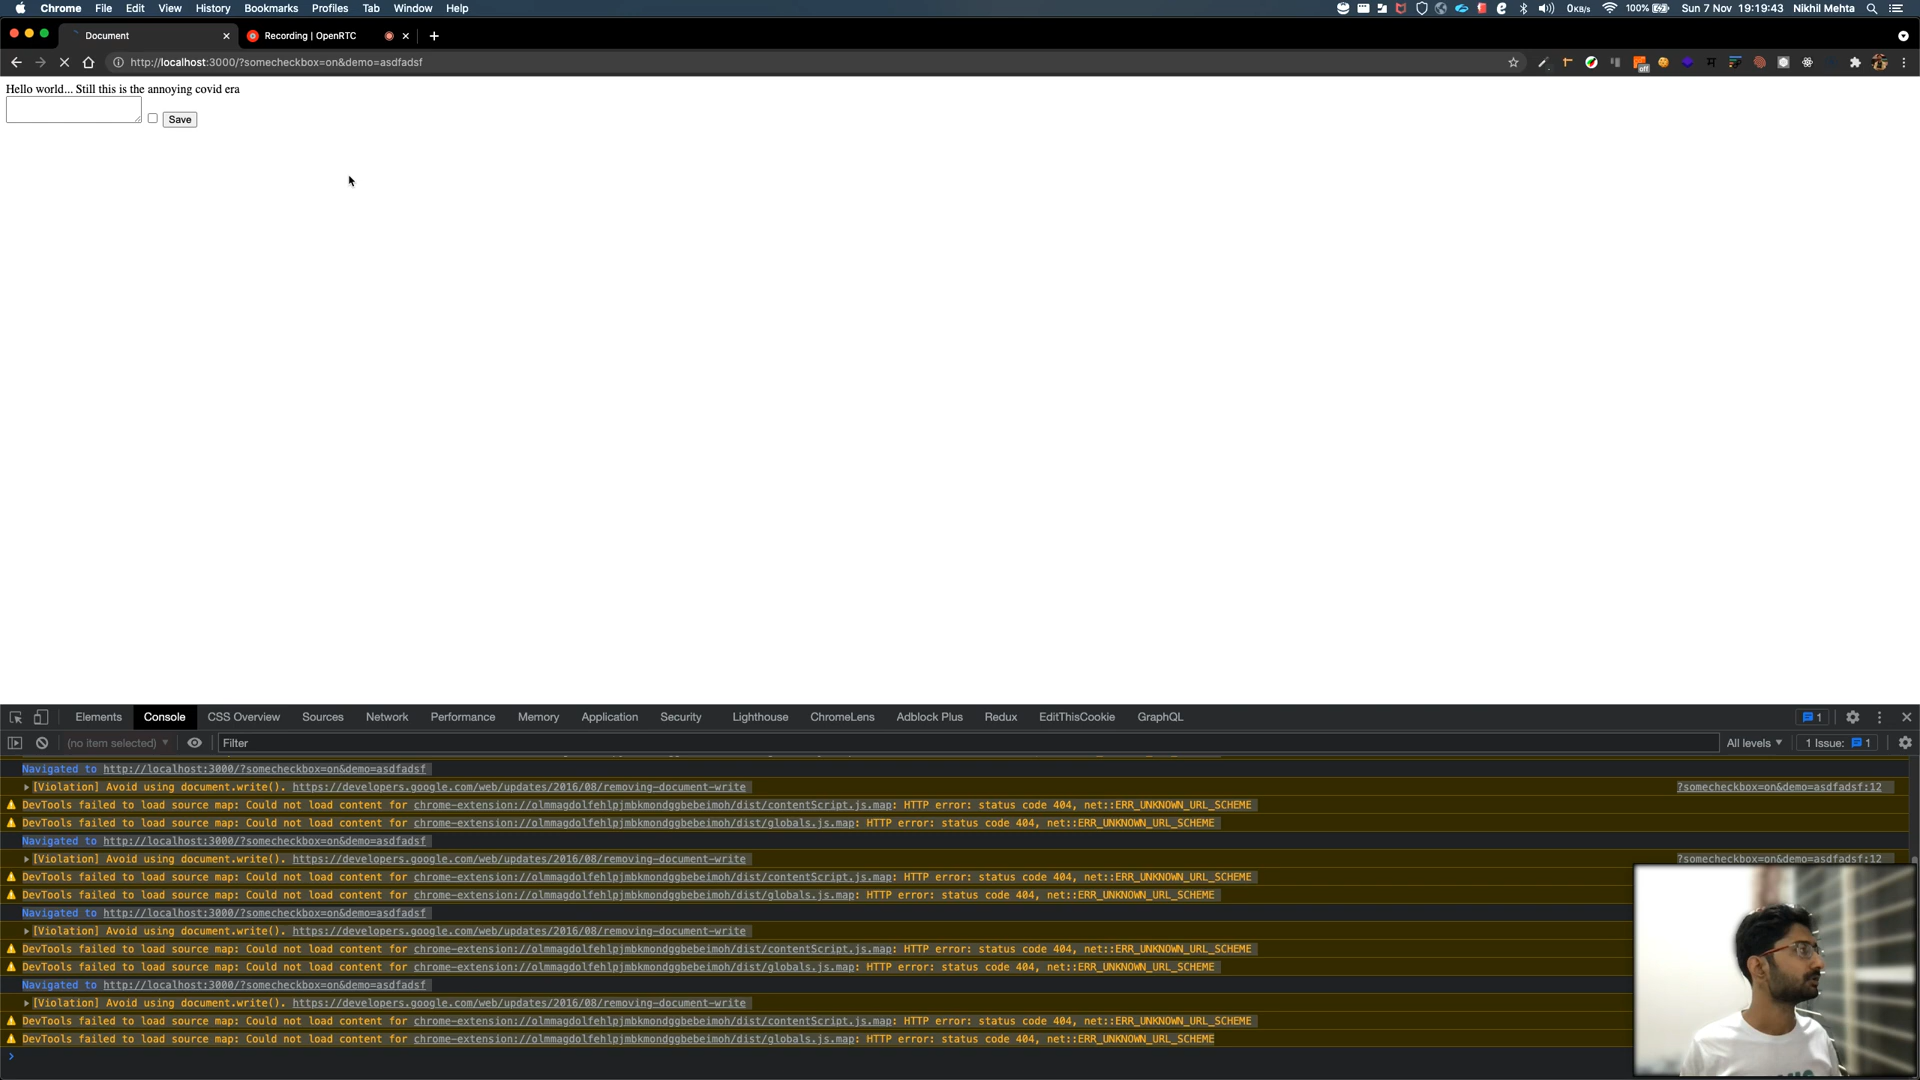 Chrome File Edit View History Bookmarks Profiles Tab Window Help 0KB/s 100% Sun 7 Nov 19:19:43 Nikhil Mehta
Document Recording | OpenRTC
http://localhost:3000/?somecheckbox=on&demo=asdfadsf off
Hello world... Still this is the annoying covid era
Save
Elements Console CSS Overview Sources Network Performance Memory Application Security Lighthouse ChromeLens Adblock Plus Redux EditThisCookie GraphQL 1
(no item selected) Filter All levels 1 Issue: 1
Navigated to http://localhost:3000/?somecheckbox=on&demo=asdfadsf
[Violation] Avoid using document.write(). https://developers.google.com/web/updates/2016/08/removing-document-write ?somecheckbox=on&demo=asdfadsf:12
DevTools failed to load source map: Could not load content for chrome-extension://olmmagdolfehlpjmbkmondggbebeimoh/dist/contentScript.js.map: HTTP error: status code 404, net::ERR_UNKNOWN_URL_SCHEME
DevTools failed to load source map: Could not load content for chrome-extension://olmmagdolfehlpjmbkmondggbebeimoh/dist/globals.js.map: HTTP error: status code 404, net::ERR_UNKNOWN_URL_SCHEME
Navigated to http://localhost:3000/?somecheckbox=on&demo=asdfadsf
[Violation] Avoid using document.write(). https://developers.google.com/web/updates/2016/08/removing-document-write ?somecheckbox=on&demo=asdfadsf:12
DevTools failed to load source map: Could not load content for chrome-extension://olmmagdolfehlpjmbkmondggbebeimoh/dist/contentScript.js.map: HTTP error: status code 404, net::ERR_UNKNOWN_URL_SCHEME
DevTools failed to load source map: Could not load content for chrome-extension://olmmagdolfehlpjmbkmondggbebeimoh/dist/globals.js.map: HTTP error: status code 404, net::ERR_UNKNOWN_URL_SCHEME
Navigated to http://localhost:3000/?somecheckbox=on&demo=asdfadsf
[Violation] Avoid using document.write(). https://developers.google.com/web/updates/2016/08/removing-document-write
DevTools failed to load source map: Could not load content for chrome-extension://olmmagdolfehlpjmbkmondggbebeimoh/dist/contentScript.js.map: HTTP error: status code 404, net::ERR_UNKNOWN_URL_SCHEME
DevTools failed to load source map: Could not load content for chrome-extension://olmmagdolfehlpjmbkmondggbebeimoh/dist/globals.js.map: HTTP error: status code 404, net::ERR_UNKNOWN_URL_SCHEME
Navigated to http://localhost:3000/?somecheckbox=on&demo=asdfadsf
[Violation] Avoid using document.write(). https://developers.google.com/web/updates/2016/08/removing-document-write
DevTools failed to load source map: Could not load content for chrome-extension://olmmagdolfehlpjmbkmondggbebeimoh/dist/contentScript.js.map: HTTP error: status code 404, net::ERR_UNKNOWN_URL_SCHEME
DevTools failed to load source map: Could not load content for chrome-extension://olmmagdolfehlpjmbkmondggbebeimoh/dist/globals.js.map: HTTP error: status code 404, net::ERR_UNKNOWN_URL_SCHEME